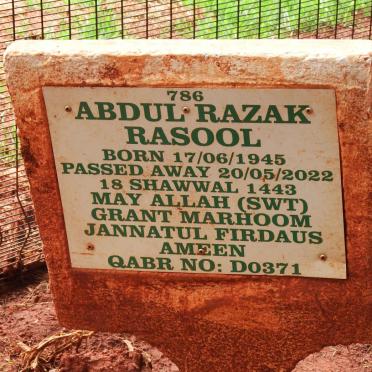 786
ABDUL RAZAK
RASOOL
BORN 17/06/1945
PASSED AWAY 20/05/2022
18 SHAWWAL 1443
MAY ALLAH (SWT)
GRANT MARHOOM
JANNATUL FIRDAUS
AMEEN
QABR NO: D0371